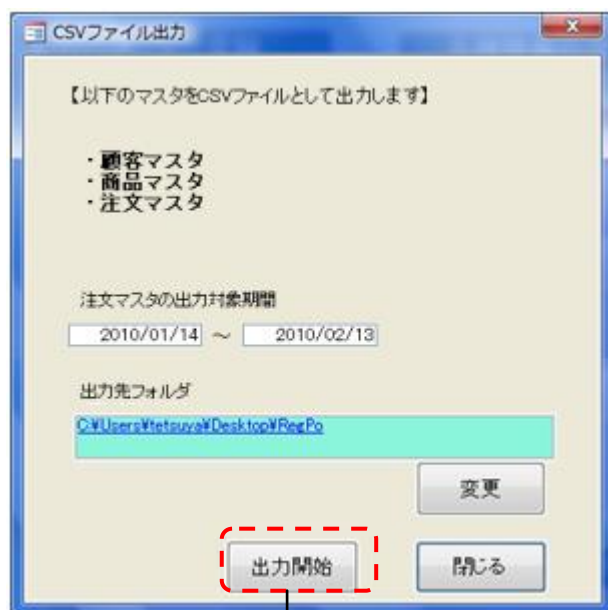 CSVファイル出力
【以下のマスタをCSVファイルとして出力します】
・顧客マスタ
・商品マスタ
・注文マスタ
注文マスタの出力対象期間
2010/01/14 ～ 2010/02/13
出力先フォルダ
C:¥Users¥tetsuya¥Desktop¥RegPo
変更
出力開始 閉じる